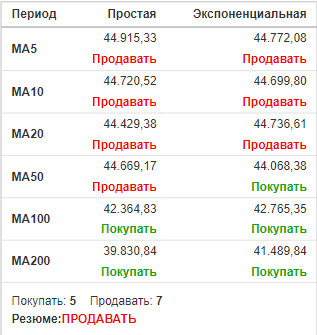 Период Простая Экспоненциальная
MA5 44.915,33 44.772,08
Продавать Продавать
MA10 44.720,52 44.699,80
Продавать Продавать
MA20 44.429,38 44.736,61
Продавать Продавать
MA50 44.669,17 44.068,38
Продавать Покупать
MA100 42.364,83 42.765,35
Покупать Покупать
MA200 39.830,84 41.489,84
Покупать Покупать
Покупать: 5 Продавать: 7
Резюме:ПРОДАВАТЬ